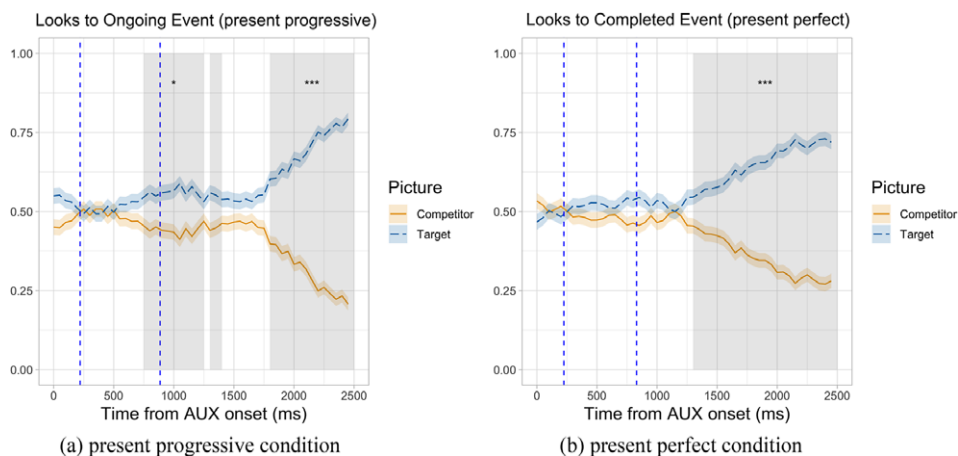 Looks to Ongoing Event (present progressive)
1.00
0.75
0.50
0.25
0.00
*
***
0
500
1000
1500
2000
2500
Time from AUX onset (ms)
Picture
Competitor
Target
(a) present progressive condition
Looks to Completed Event (present perfect)
1.00
0.75
0.50
0.25
0.00
***
0
500
1000
1500
2000
2500
Time from AUX onset (ms)
Picture
Competitor
Target
(b) present perfect condition